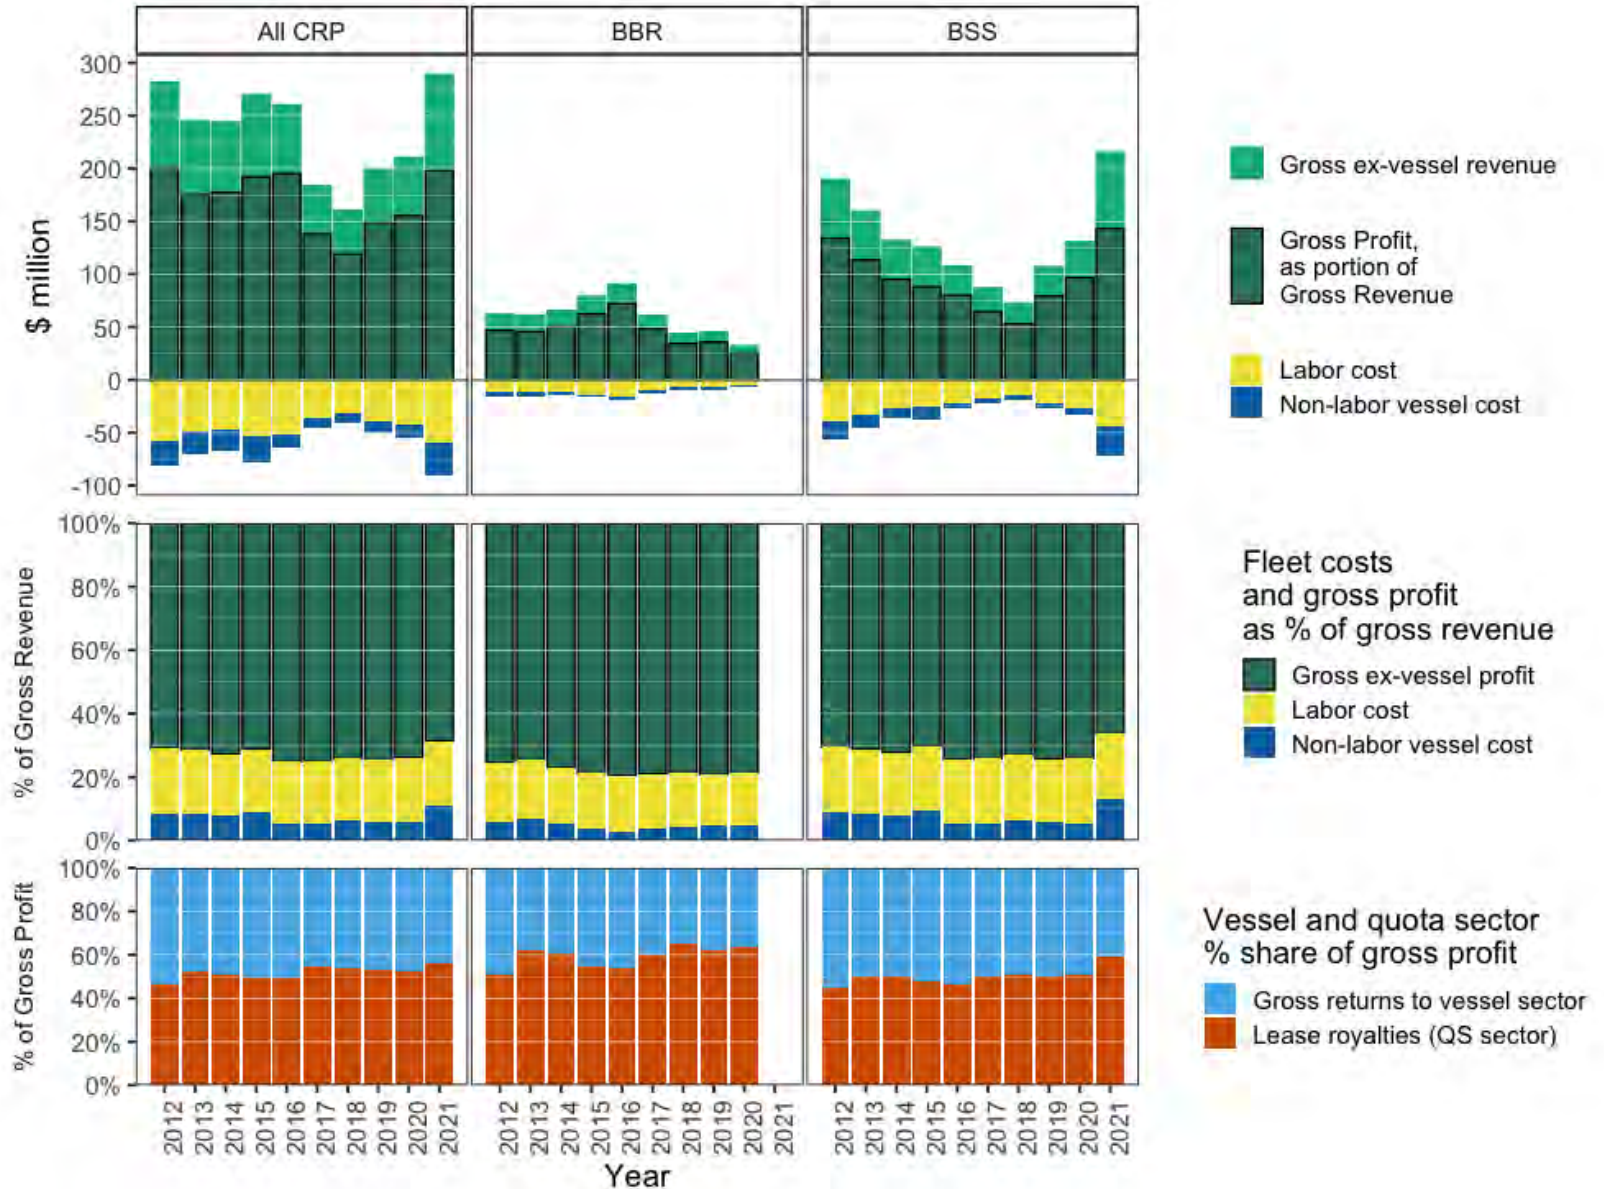 All CRP
BBR
BSS
$ million
300
250
200
150
100
50
0
-50
-100
Gross ex-vessel revenue
Gross Profit,
as portion of
Gross Revenue
Labor cost
Non-labor vessel cost
% of Gross Revenue
100%
80%
60%
40%
20%
0%
Fleet costs
and gross profit
as % of gross revenue
Gross ex-vessel profit
Labor cost
Non-labor vessel cost
% of Gross Profit
100%
80%
60%
40%
20%
0%
Vessel and quota sector
% share of gross profit
Gross returns to vessel sector
Lease royalties (QS sector)
2012
2013
2014
2015
2016
2017
2018
2019
2020
2021
2012
2013
2014
2015
2016
2017
2018
2019
2020
2021
2012
2013
2014
2015
2016
2017
2018
2019
2020
2021
Year